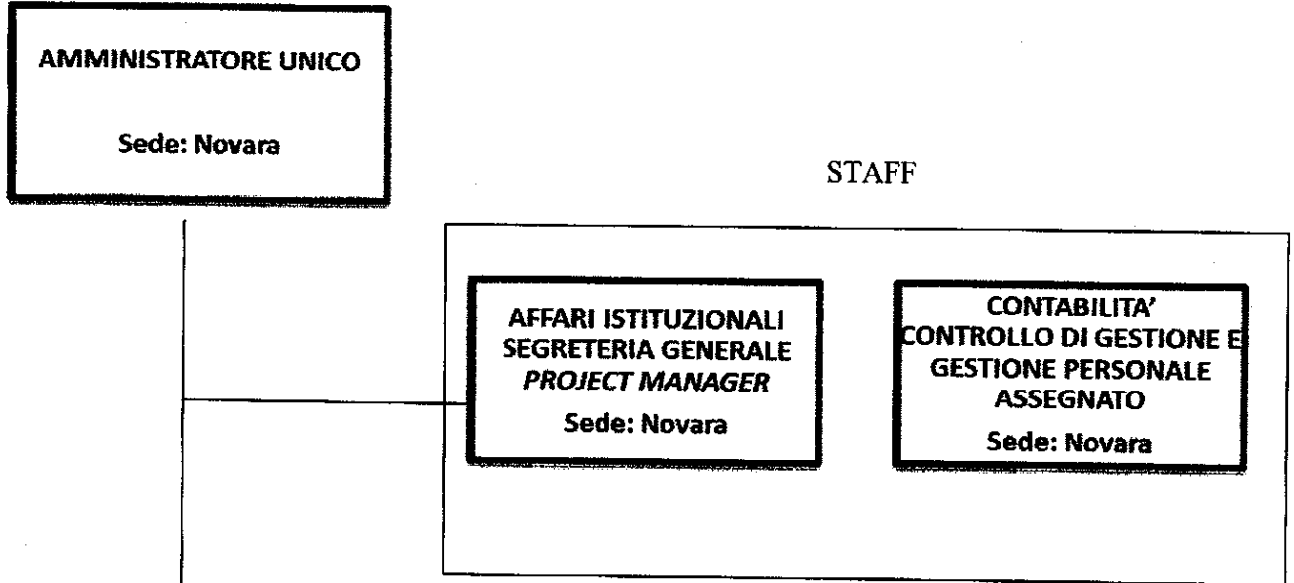 AMMINISTRATORE UNICO
Sede: Novara
STAFF
AFFARI ISTITUZIONALI
SEGRETERIA GENERALE
PROJECT MANAGER
Sede: Novara
CONTABILITA’
CONTROLLO DI GESTIONE E
GESTIONE PERSONALE
ASSEGNATO
Sede: Novara